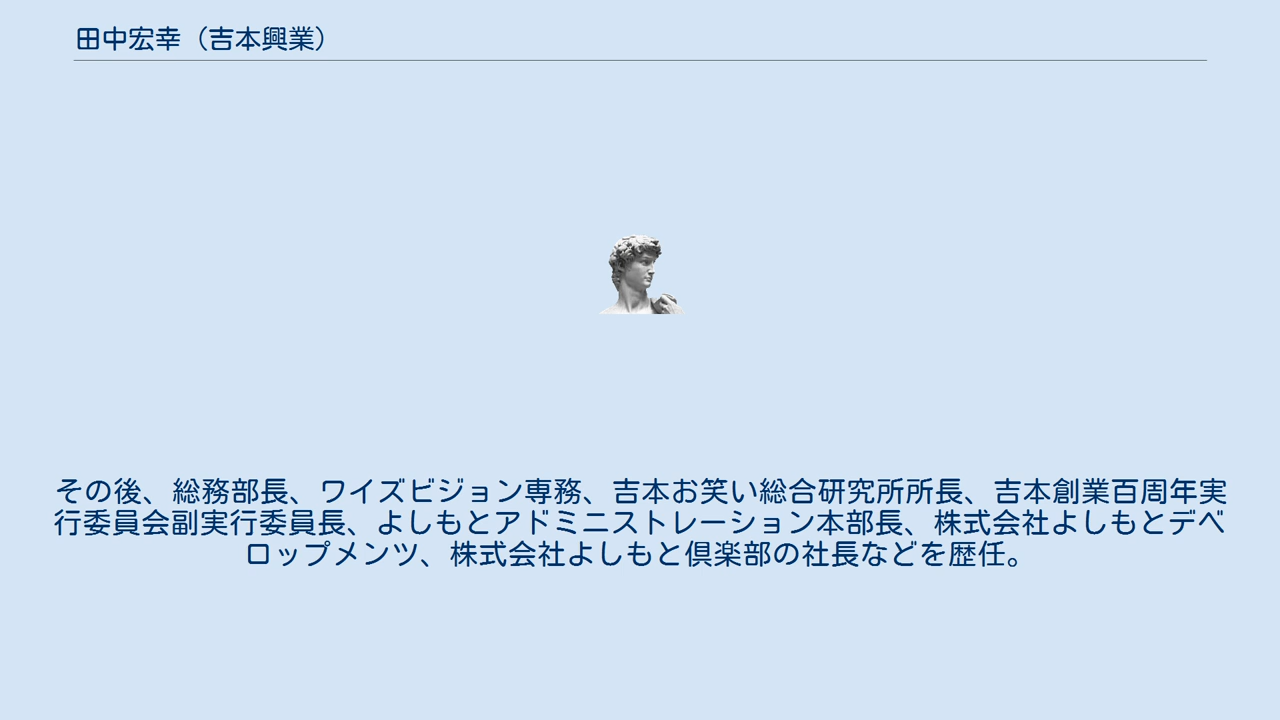 田中宏幸（吉本興業）
その後、総務部長、ワイズビジョン専務、吉本お笑い総合研究所所長、吉本創業百周年実
行委員会副実行委員長、よしもとアドミニストレーション本部長、株式会社よしもとデベ
ロップメンツ、株式会社よしもと倶楽部の社長などを歴任。